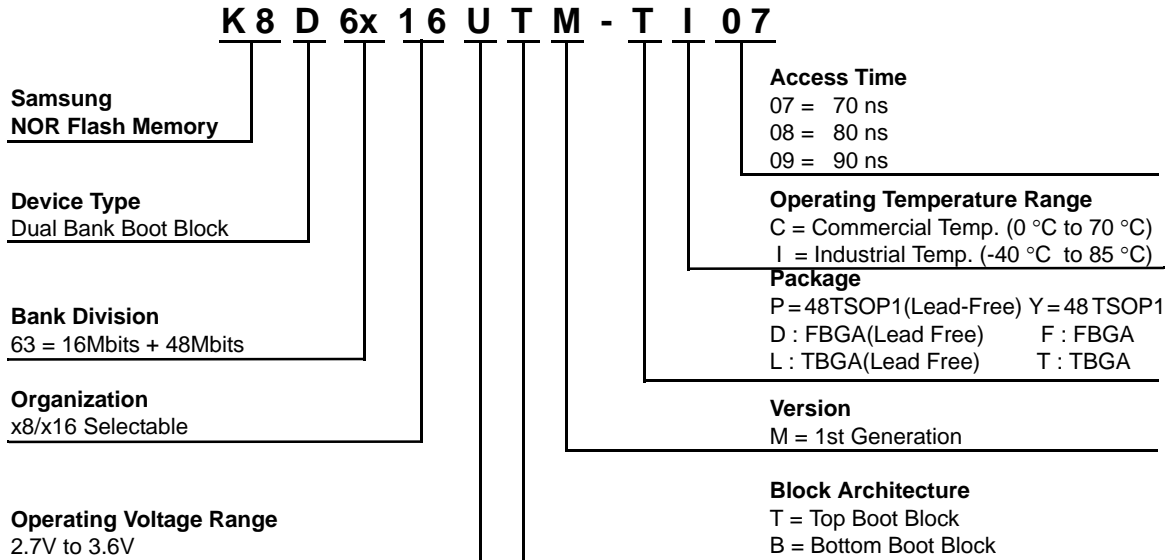 K 8 D 6x 1 6 U T M - T I 0 7
Samsung
NOR Flash Memory
Device Type
Dual Bank Boot Block
Bank Division
63 = 16Mbits + 48Mbits
Organization
x8/x16 Selectable
Operating Voltage Range
2.7V to 3.6V
Access Time
07 = 70 ns
08 = 80 ns
09 = 90 ns
Operating Temperature Range
C = Commercial Temp. (0 °C to 70 °C)
I = Industrial Temp. (-40 °C to 85 °C)
Package
P = 48TSOP1(Lead-Free) Y = 48 TSOP1
D : FBGA(Lead Free) F : FBGA
L : TBGA(Lead Free) T : TBGA
Version
M = 1st Generation
Block Architecture
T = Top Boot Block
B = Bottom Boot Block